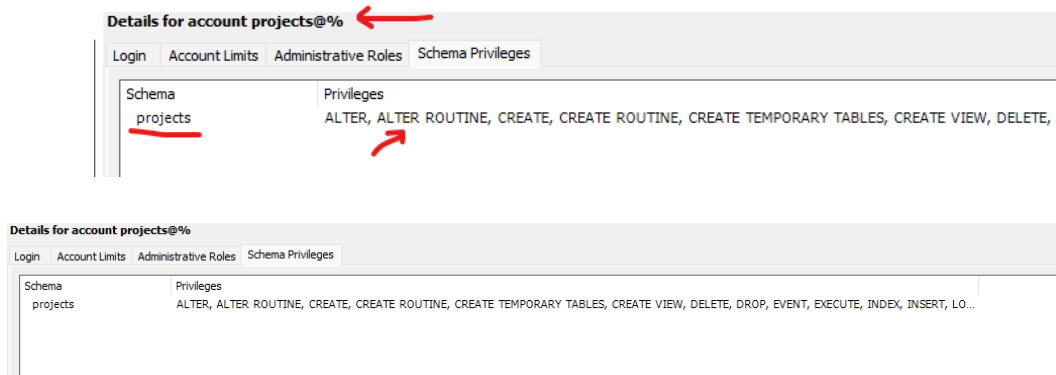 Details for account projects@%
Login Account Limits Administrative Roles Schema Privileges
Schema Privileges
projects ALTER, ALTER ROUTINE, CREATE, CREATE ROUTINE, CREATE TEMPORARY TABLES, CREATE VIEW, DELETE,
Details for account projects@%
Login Account Limits Administrative Roles Schema Privileges
Schema Privileges
projects ALTER, ALTER ROUTINE, CREATE, CREATE ROUTINE, CREATE TEMPORARY TABLES, CREATE VIEW, DELETE, DROP, EVENT, EXECUTE, INDEX, INSERT, LO...